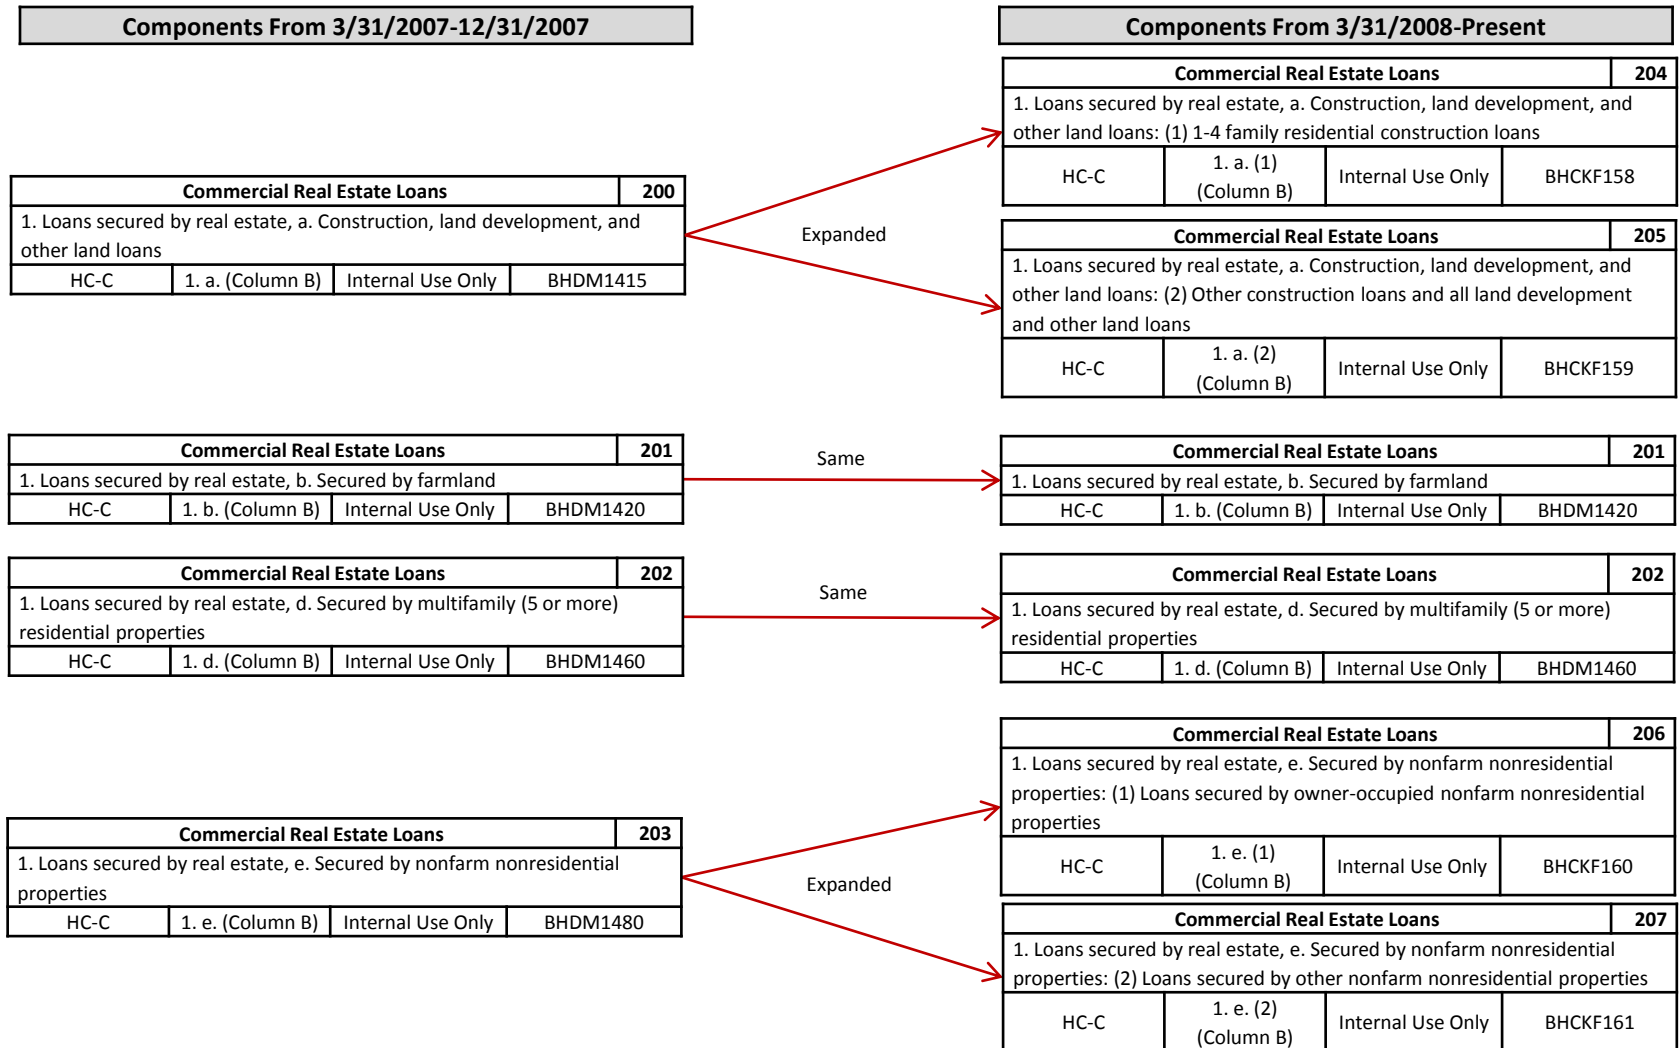 Components From 3/31/2007-12/31/2007
Components From 3/31/2008-Present
Commercial Real Estate Loans 204
1. Loans secured by real estate, a. Construction, land development, and
other land loans: (1) 1-4 family residential construction loans
HC-C 1. a. (1) (Column B) Internal Use Only BHCKF158
Commercial Real Estate Loans 200
1. Loans secured by real estate, a. Construction, land development, and
other land loans
HC-C 1. a. (Column B) Internal Use Only BHDM1415
Expanded
Commercial Real Estate Loans 205
1. Loans secured by real estate, a. Construction, land development, and
other land loans: (2) Other construction loans and all land development
and other land loans
HC-C 1. a. (2) (Column B) Internal Use Only BHCKF159
Commercial Real Estate Loans 201
1. Loans secured by real estate, b. Secured by farmland
HC-C 1. b. (Column B) Internal Use Only BHDM1420
Same
Commercial Real Estate Loans 201
1. Loans secured by real estate, b. Secured by farmland
HC-C 1. b. (Column B) Internal Use Only BHDM1420
Commercial Real Estate Loans 202
1. Loans secured by real estate, d. Secured by multifamily (5 or more)
residential properties
HC-C 1. d. (Column B) Internal Use Only BHDM1460
Same
Commercial Real Estate Loans 202
1. Loans secured by real estate, d. Secured by multifamily (5 or more)
residential properties
HC-C 1. d. (Column B) Internal Use Only BHDM1460
Commercial Real Estate Loans 206
1. Loans secured by real estate, e. Secured by nonfarm nonresidential
properties: (1) Loans secured by owner-occupied nonfarm nonresidential
properties
HC-C 1. e. (1) (Column B) Internal Use Only BHCKF160
Commercial Real Estate Loans 203
1. Loans secured by real estate, e. Secured by nonfarm nonresidential
properties
HC-C 1. e. (Column B) Internal Use Only BHDM1480
Expanded
Commercial Real Estate Loans 207
1. Loans secured by real estate, e. Secured by nonfarm nonresidential
properties: (2) Loans secured by other nonfarm nonresidential properties
HC-C 1. e. (2) (Column B) Internal Use Only BHCKF161